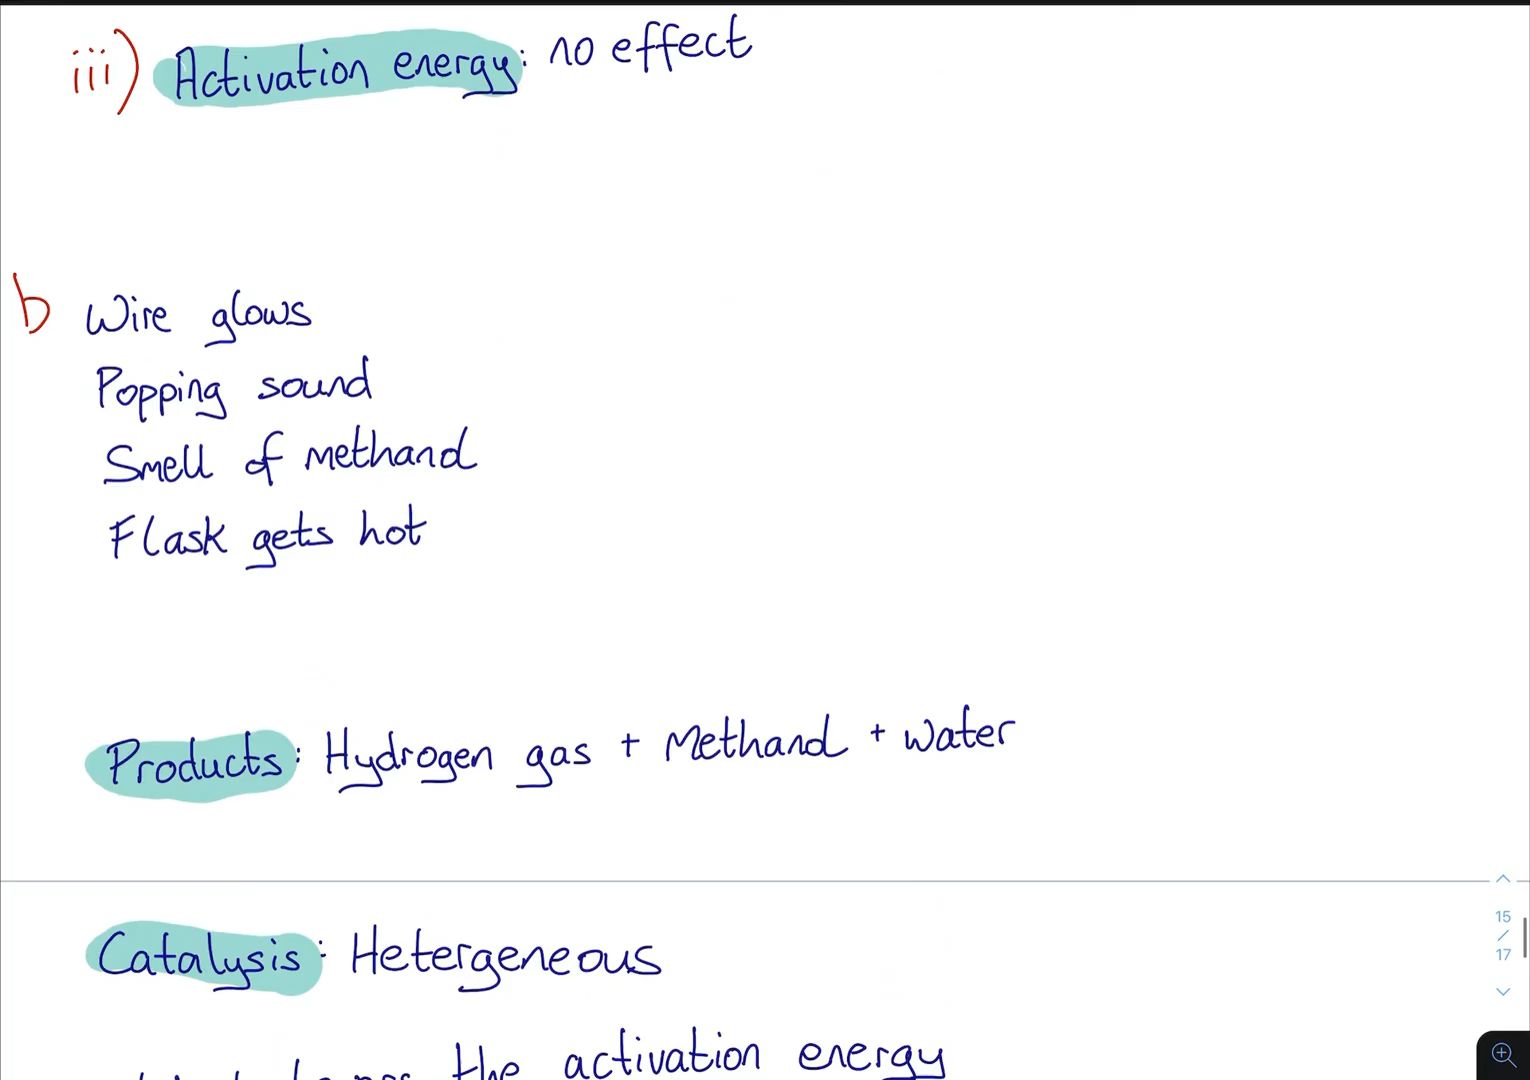 iii) Activation energy: no effect
b Wire glows
Popping sound
Smell of methanal
Flask gets hot
Products: Hydrogen gas + Methanal + water
Catalysis: Hetergeneous
the activation energy
15
/
17